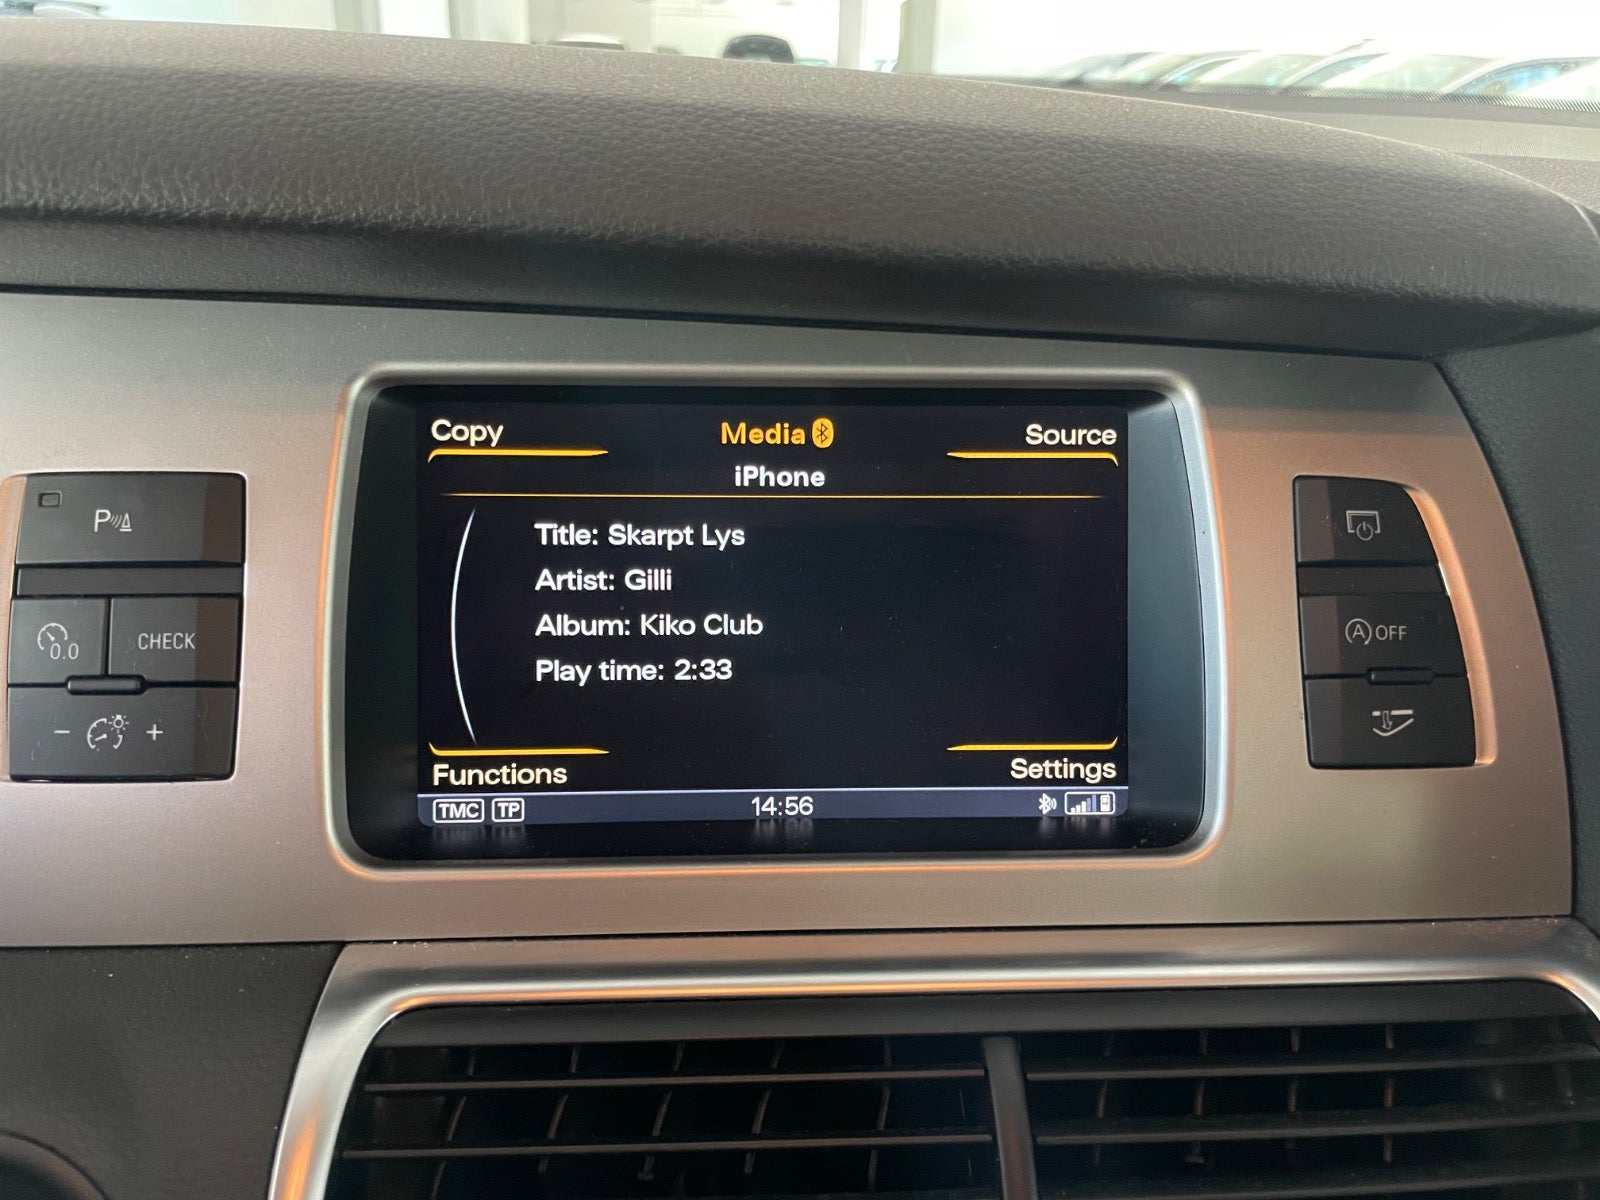 Copy
Media
Source
iPhone
Title: Skarpt Lys
Artist: Gilli
Album: Kiko Club
Play time: 2:33
Functions
Settings
TMC TP
14:56
P
0.0
CHECK
- +
A OFF